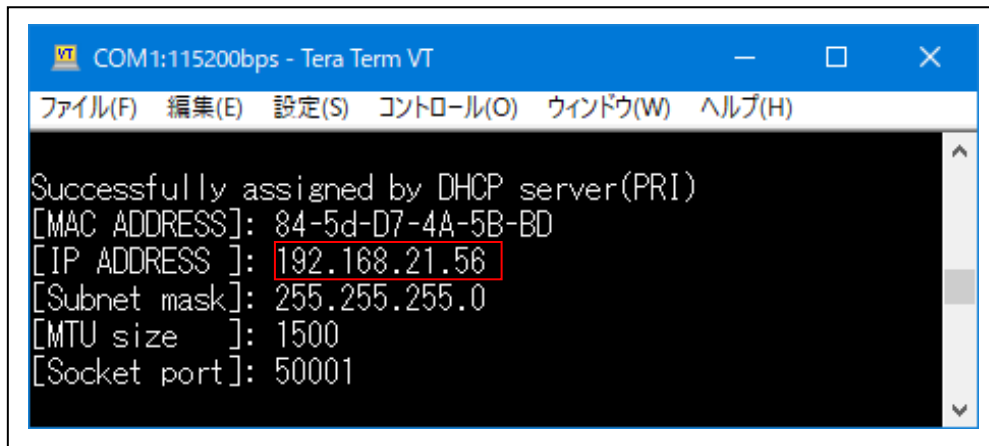 COM1:115200bps - Tera Term VT
ファイル(F) 編集(E) 設定(S) コントロール(O) ウィンドウ(W) ヘルプ(H)
Successfully assigned by DHCP server(PRI)
[MAC ADDRESS]: 84-5d-D7-4A-5B-BD
[IP ADDRESS ]: 192.168.21.56
[Subnet mask]: 255.255.255.0
[MTU size   ]: 1500
[Socket port]: 50001